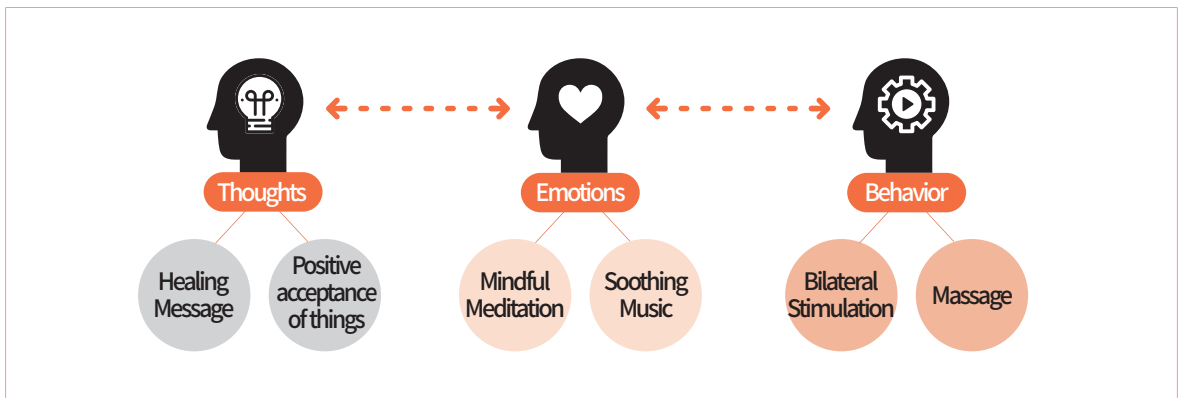 Thoughts
Emotions
Behavior
Healing
Message
Positive
acceptance
of things
Mindful
Meditation
Soothing
Music
Bilateral
Stimulation
Massage